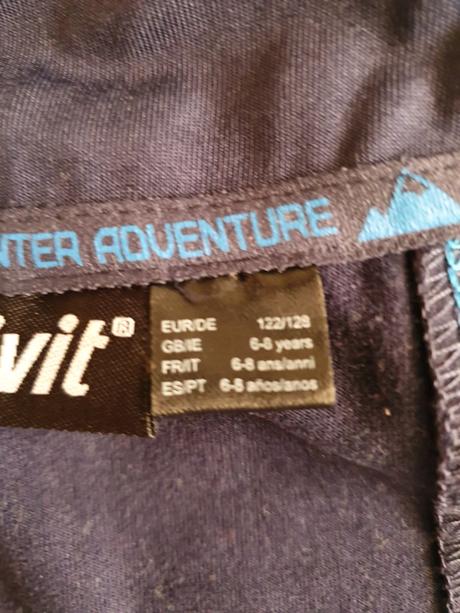 NTER ADVENTURE
ivit®
EUR/DE 122/128
GB/IE 6-8 years
FR/IT 6-8 ans/anni
ES/PT 6-8 años/anos